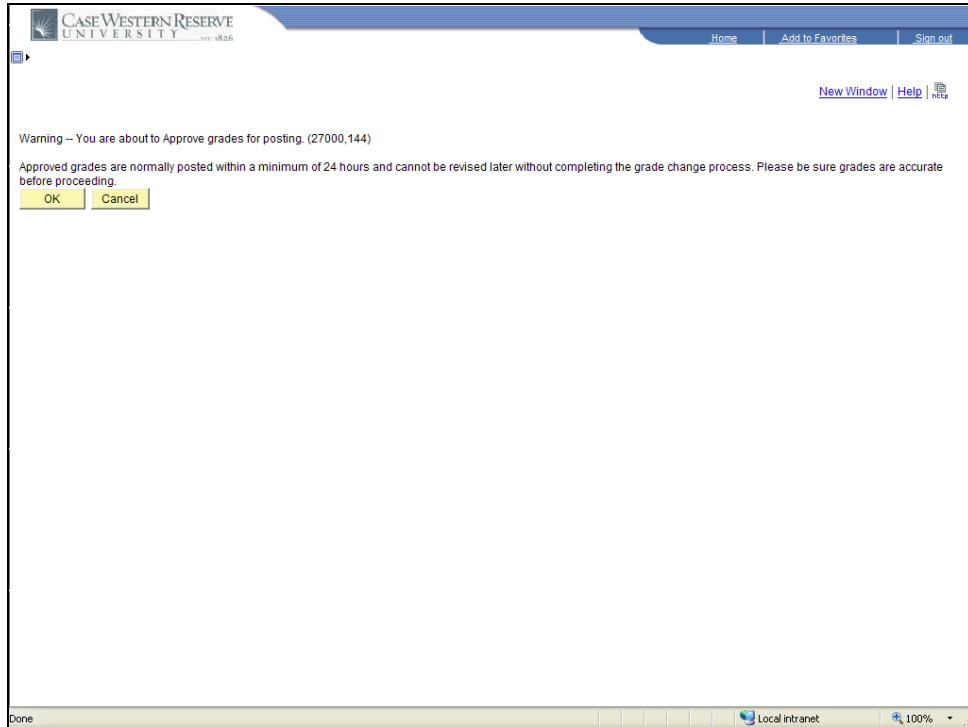 CASE WESTERN RESERVE
UNIVERSITY EST. 1826
Home | Add to Favorites | Sign out
New Window | Help | http
Warning -- You are about to Approve grades for posting. (27000,144)
Approved grades are normally posted within a minimum of 24 hours and cannot be revised later without completing the grade change process. Please be sure grades are accurate
before proceeding.
OK Cancel
Done Local intranet 100%